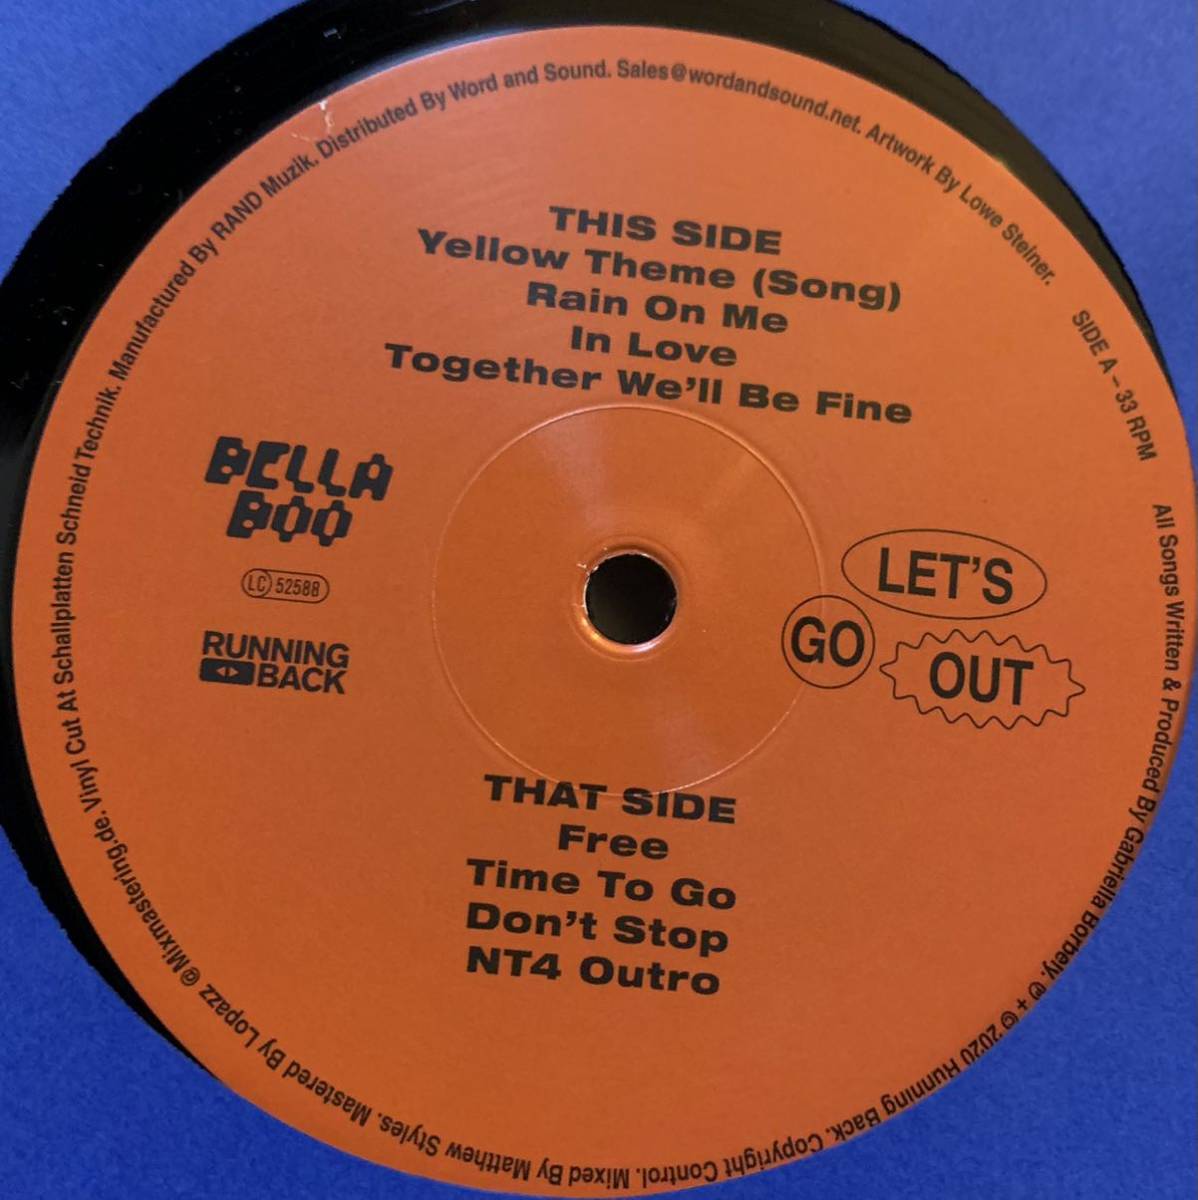 THIS SIDE
Yellow Theme (Song)
Rain On Me
In Love
Together We'll Be Fine
BELLA
BOO
LC 52588
RUNNING
BACK
LET'S
GO
OUT
THAT SIDE
Free
Time To Go
Don't Stop
NT4 Outro
SIDE A – 33 RPM
All Songs Written & Produced By Gabriella Borbely. ℗ + © 2020 Running Back. Copyright Control. Mixed By Matthew Styles. Mastered By Lopazz @Mixmastering.de. Vinyl Cut At Schallplatten Schneid Technik. Manufactured By RAND Muzik. Distributed By Word and Sound. Sales@wordandsound.net. Artwork By Lowe Steiner.